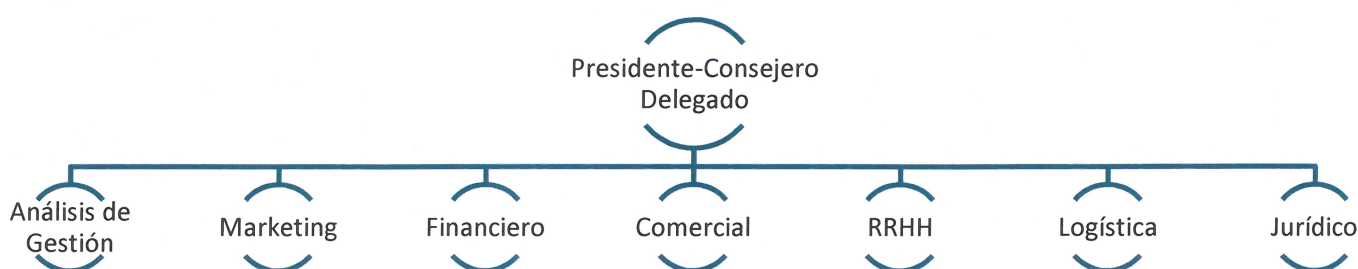 Presidente-Consejero
Delegado
Análisis de
Gestión
Marketing
Financiero
Comercial
RRHH
Logística
Jurídico